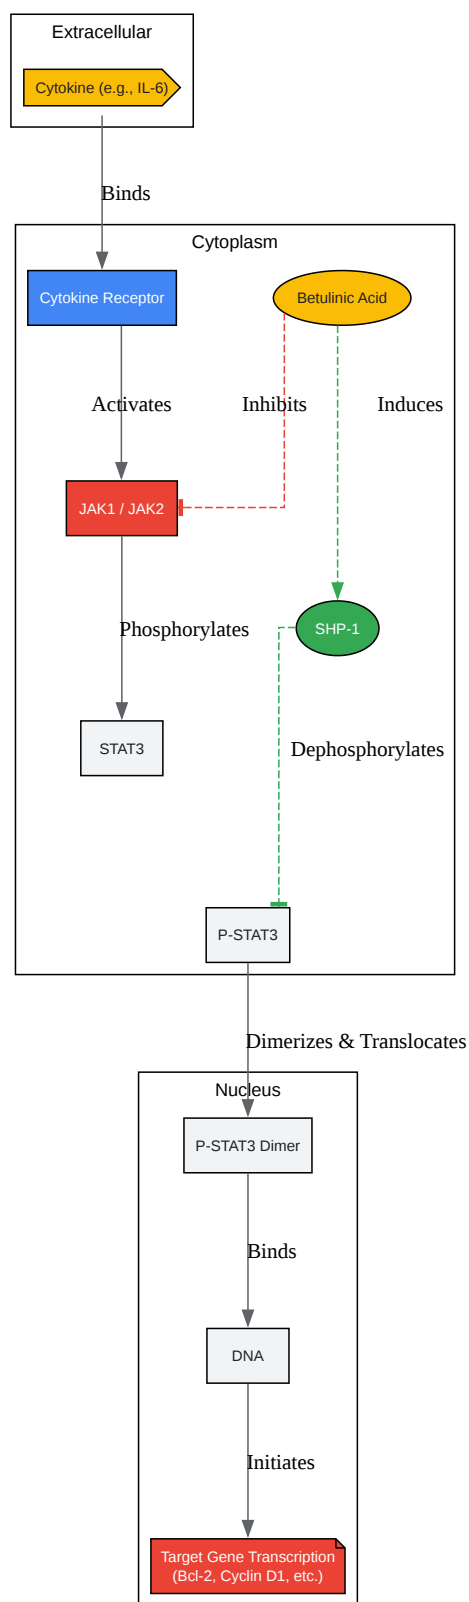 Extracellular
Cytokine (e.g., IL-6)
Binds
Cytoplasm
Cytokine Receptor
Betulinic Acid
Activates
Inhibits
Induces
JAK1 / JAK2
Phosphorylates
SHP-1
STAT3
Dephosphorylates
P-STAT3
Dimerizes & Translocates
Nucleus
P-STAT3 Dimer
Binds
DNA
Initiates
Target Gene Transcription
(Bcl-2, Cyclin D1, etc.)